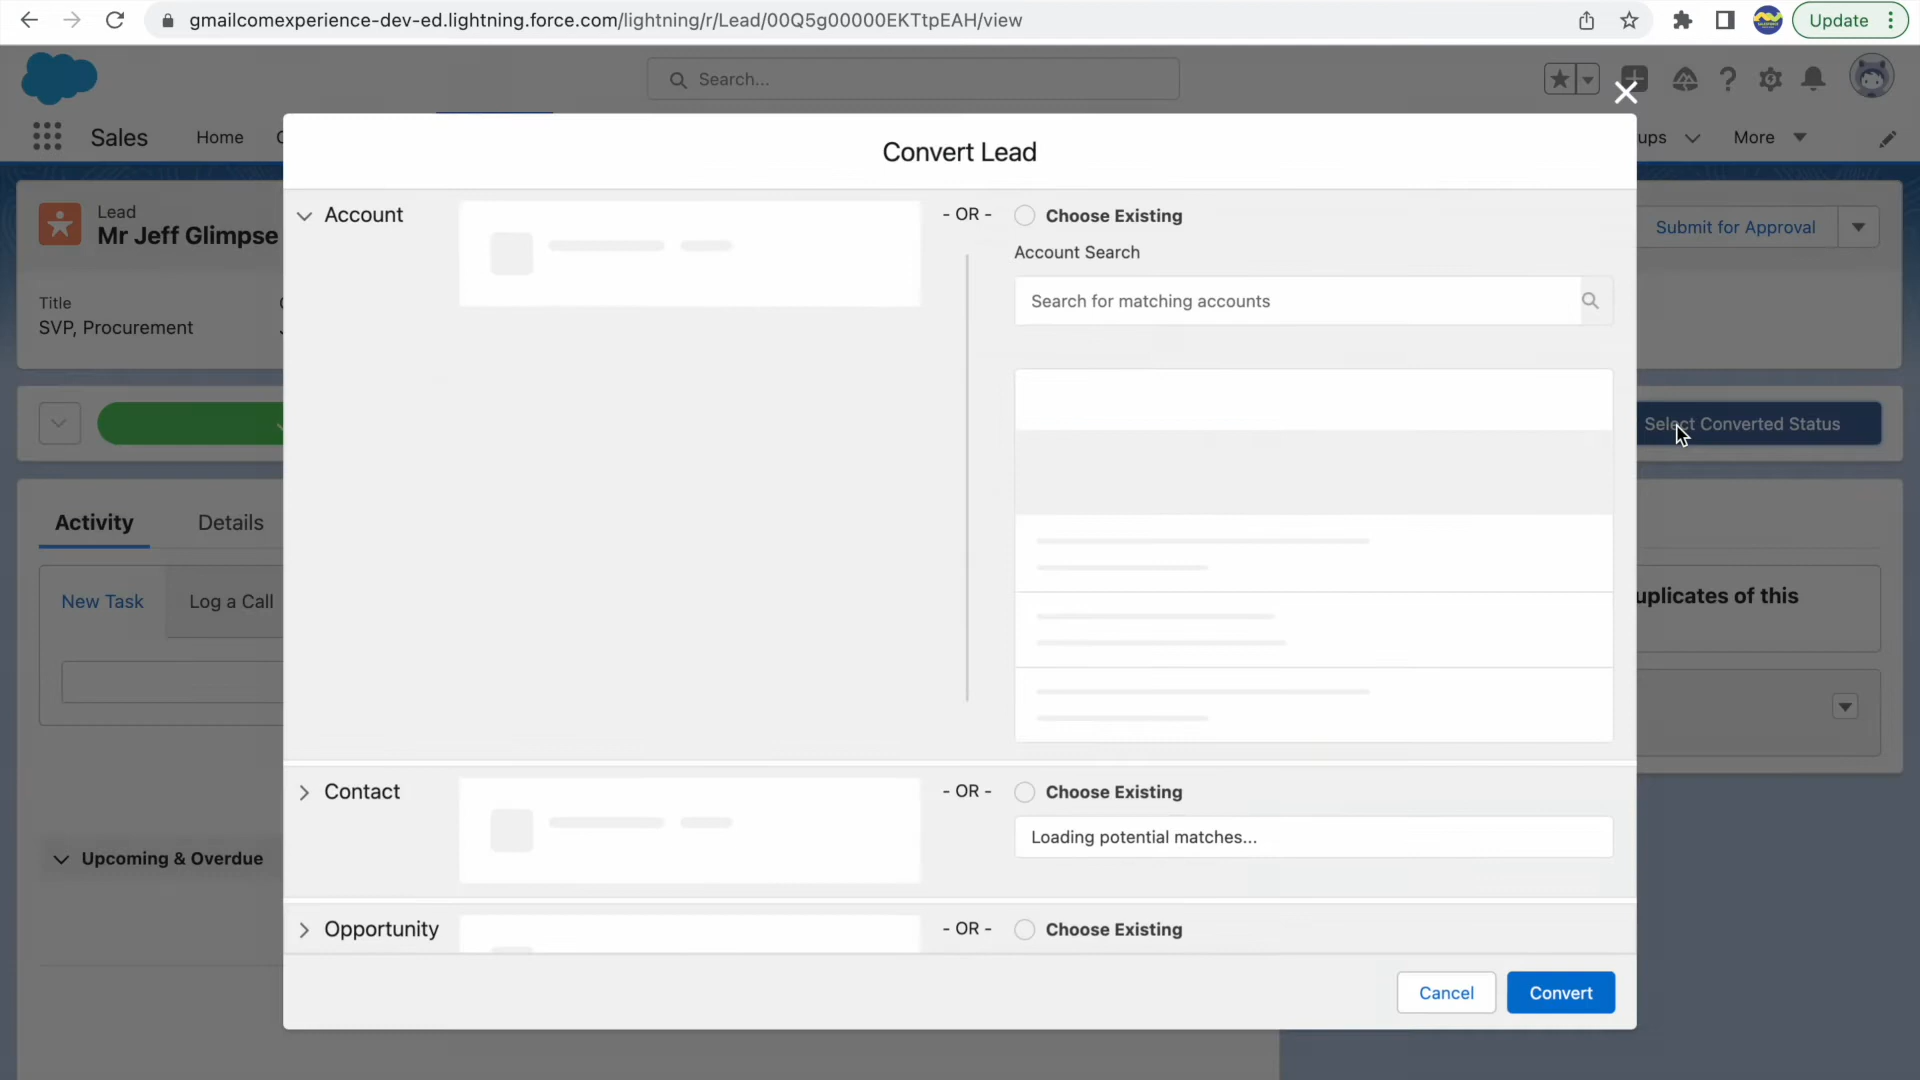 gmailcomexperience-dev-ed.lightning.force.com/lightning/r/Lead/00Q5g00000EKTtpEAH/view
Update
Search...
Sales
Home
C
ups
More
Convert Lead
Account
- OR -
Choose Existing
Account Search
Search for matching accounts
Lead
Mr Jeff Glimpse
Submit for Approval
Title
SVP, Procurement
Select Converted Status
Activity
Details
New Task
Log a Call
uplicates of this
Contact
- OR -
Choose Existing
Loading potential matches...
Upcoming & Overdue
Opportunity
- OR -
Choose Existing
Cancel
Convert